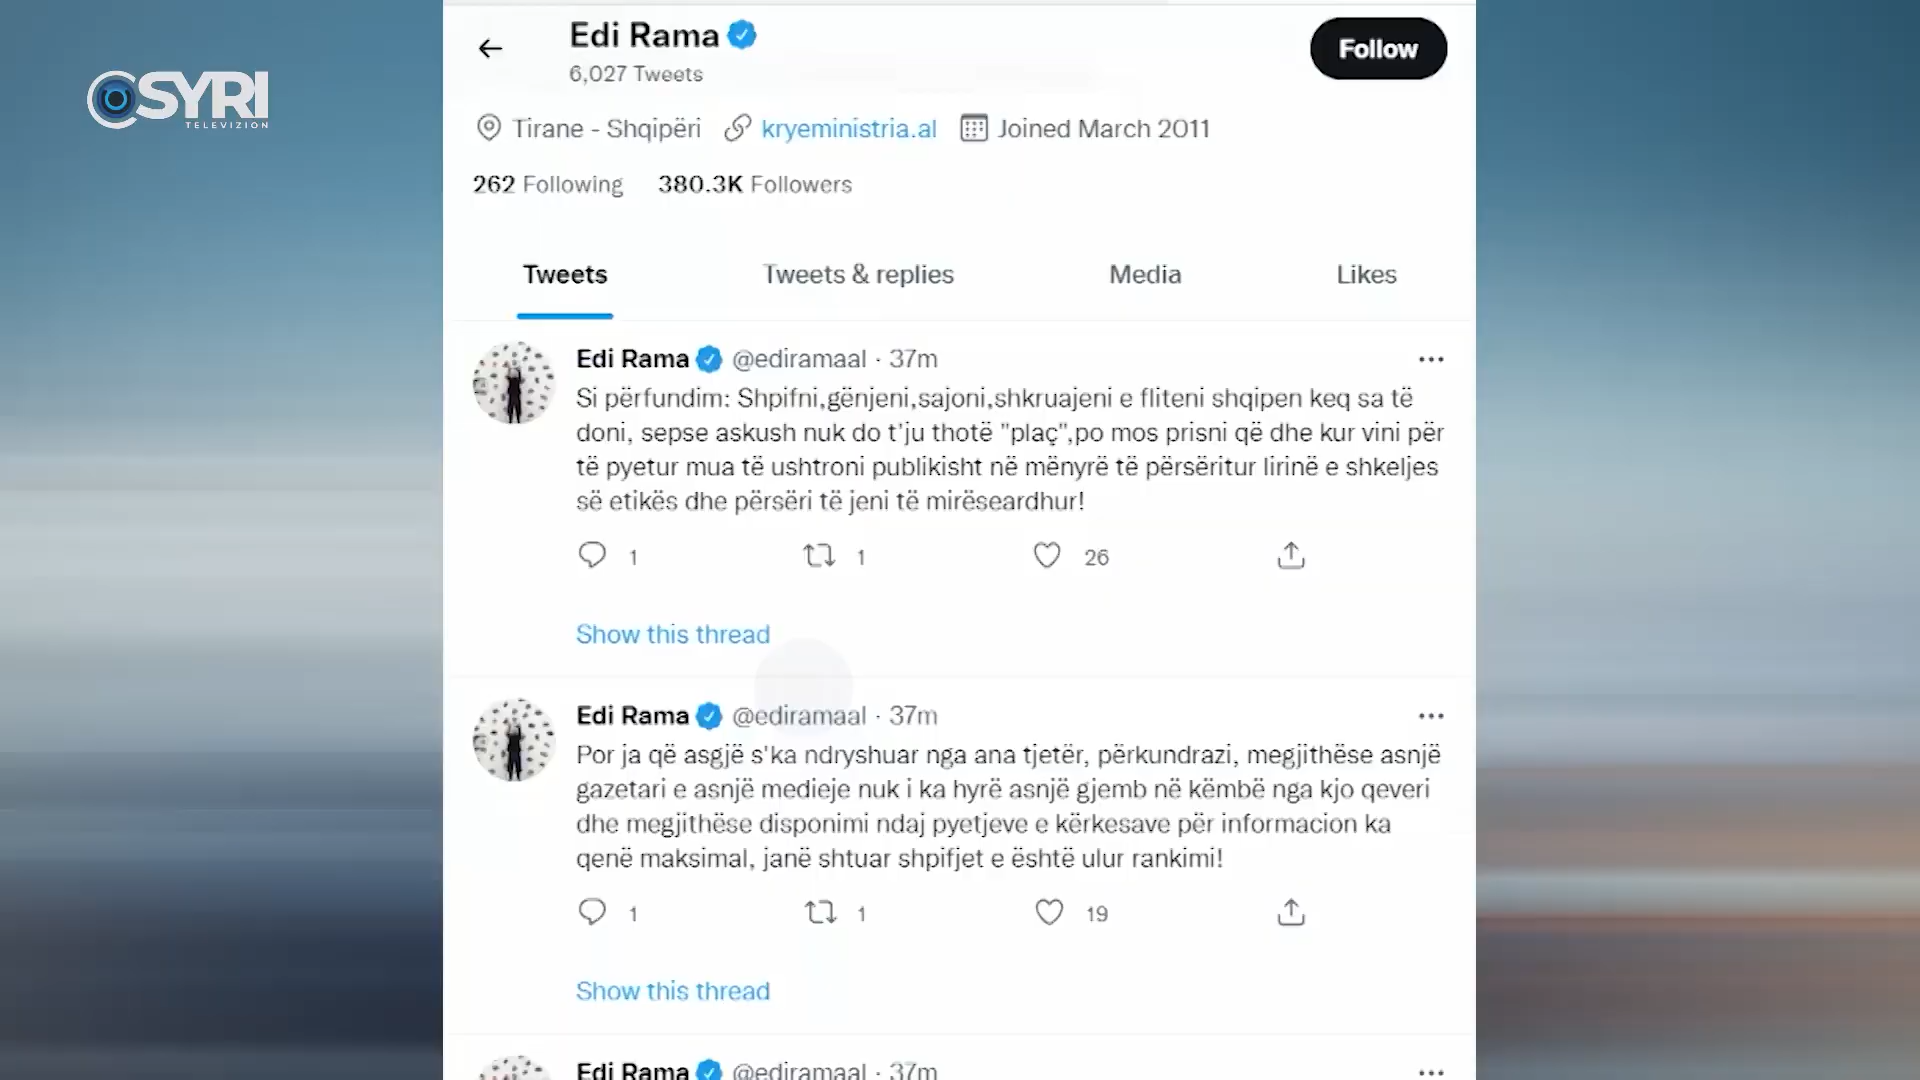 SYRI
TELEVIZION
Edi Rama
6,027 Tweets
Follow
Tirane - Shqipëri kryeministria.al Joined March 2011
262 Following 380.3K Followers
Tweets Tweets & replies Media Likes
Edi Rama @ediramaal · 37m
Si përfundim: Shpifni,gënjeni,sajoni,shkruajeni e fliteni shqipen keq sa të
doni, sepse askush nuk do t'ju thotë "plaç",po mos prisni që dhe kur vini për
të pyetur mua të ushtroni publikisht në mënyrë të përsëritur lirinë e shkeljes
së etikës dhe përsëri të jeni të mirëseardhur!
1 1 26
Show this thread
Edi Rama @ediramaal · 37m
Por ja që asgjë s'ka ndryshuar nga ana tjetër, përkundrazi, megjithëse asnjë
gazetari e asnjë medieje nuk i ka hyrë asnjë gjemb në këmbë nga kjo qeveri
dhe megjithëse disponimi ndaj pyetjeve e kërkesave për informacion ka
qenë maksimal, janë shtuar shpifjet e është ulur rankimi!
1 1 19
Show this thread
Edi Rama @ediramaal · 37m